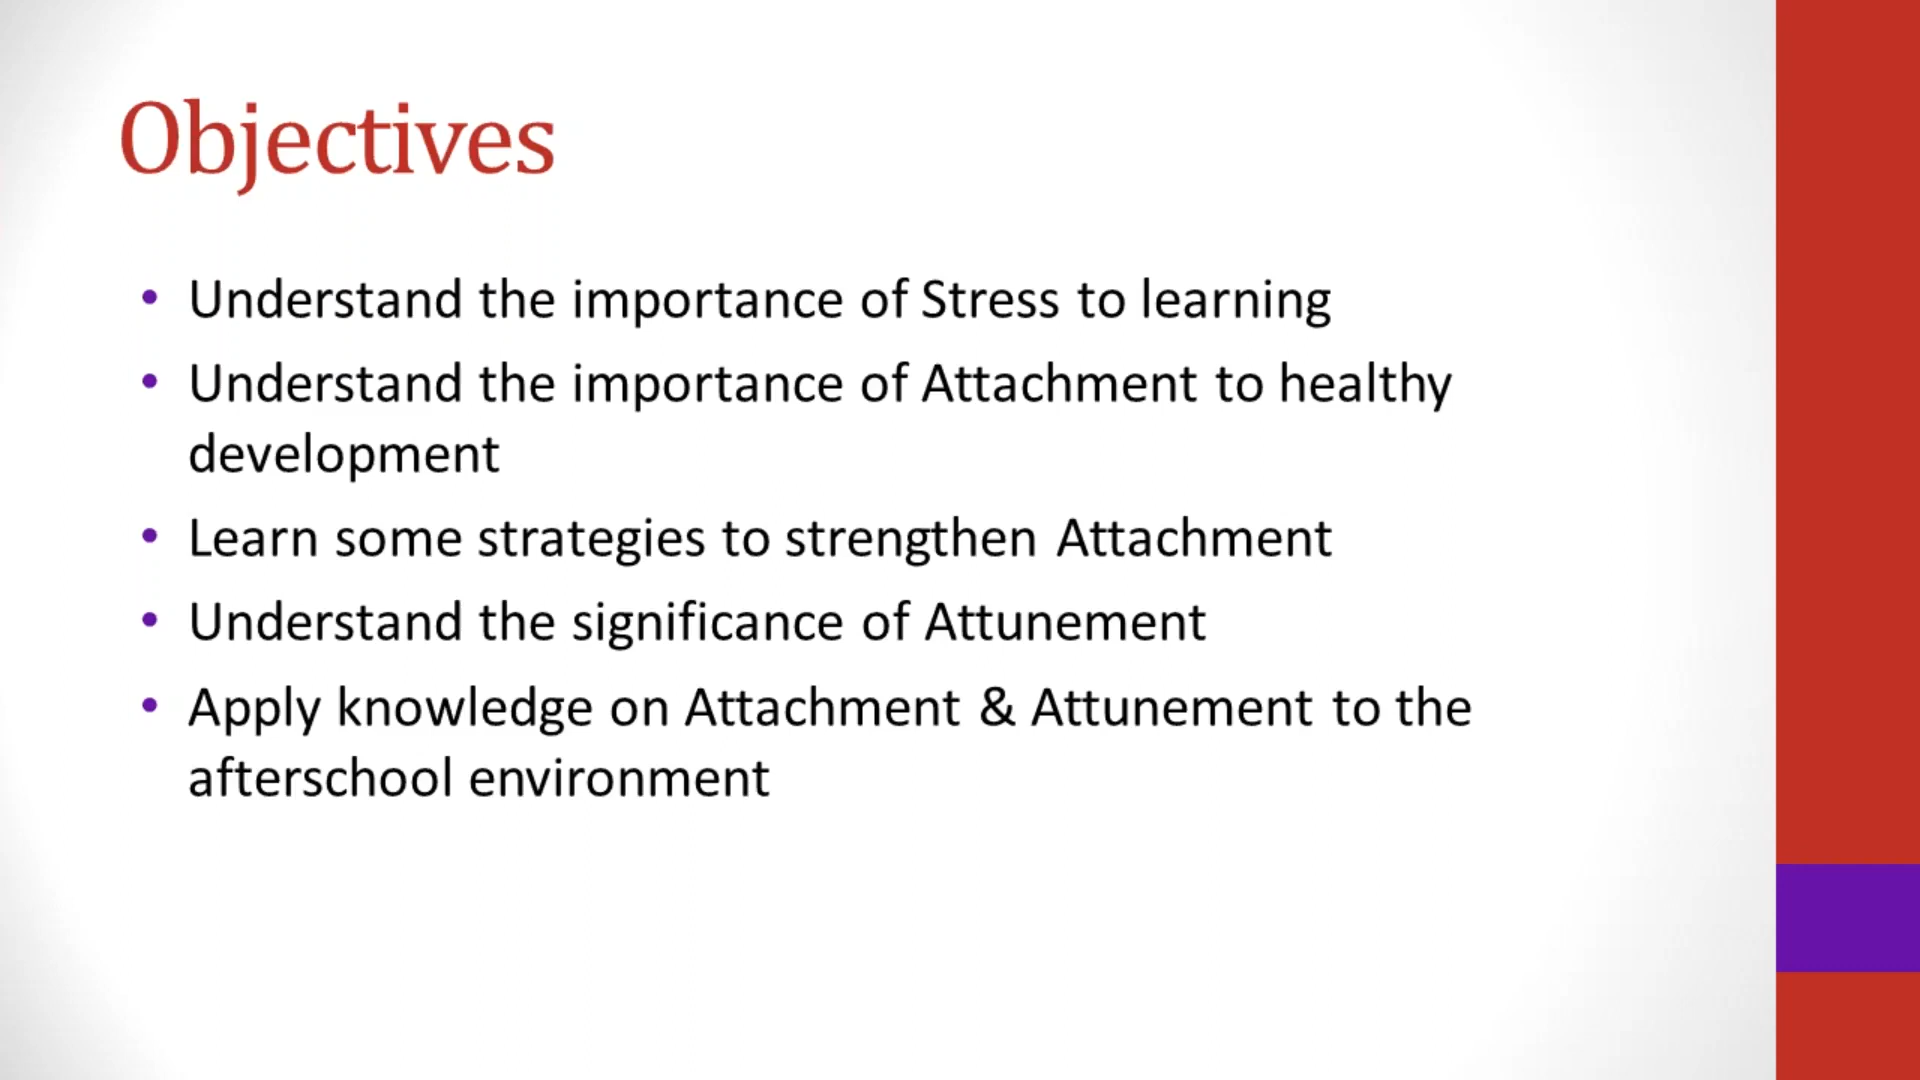 Objectives
• Understand the importance of Stress to learning
• Understand the importance of Attachment to healthy
development
• Learn some strategies to strengthen Attachment
• Understand the significance of Attunement
• Apply knowledge on Attachment & Attunement to the
afterschool environment